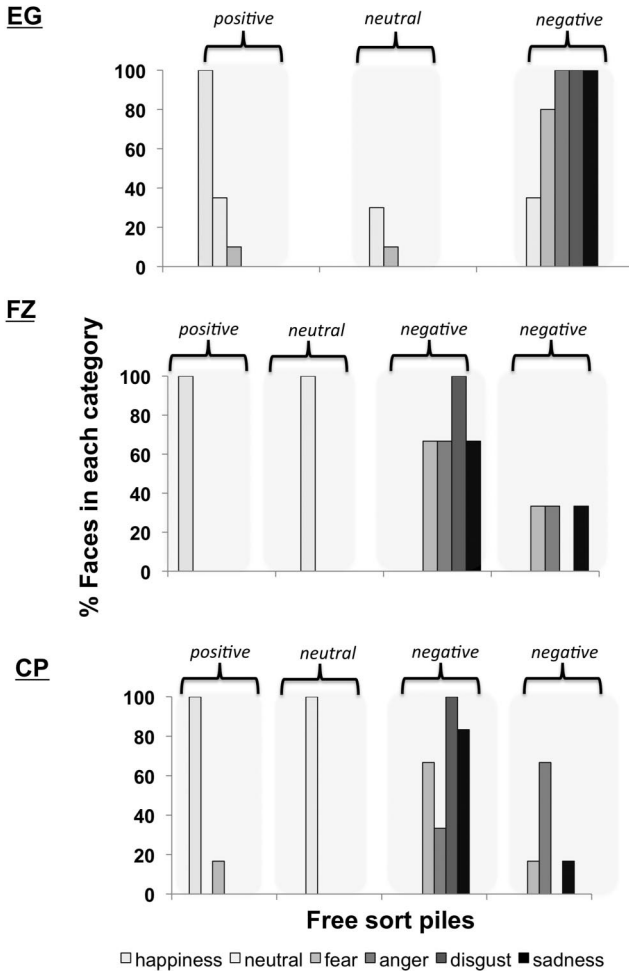 EG
positive neutral negative
100
80
60
40
20
0
FZ
positive neutral negative negative
100
80
60
40
20
0
% Faces in each category
CP
positive neutral negative negative
100
80
60
40
20
0
Free sort piles
happiness neutral fear anger disgust sadness